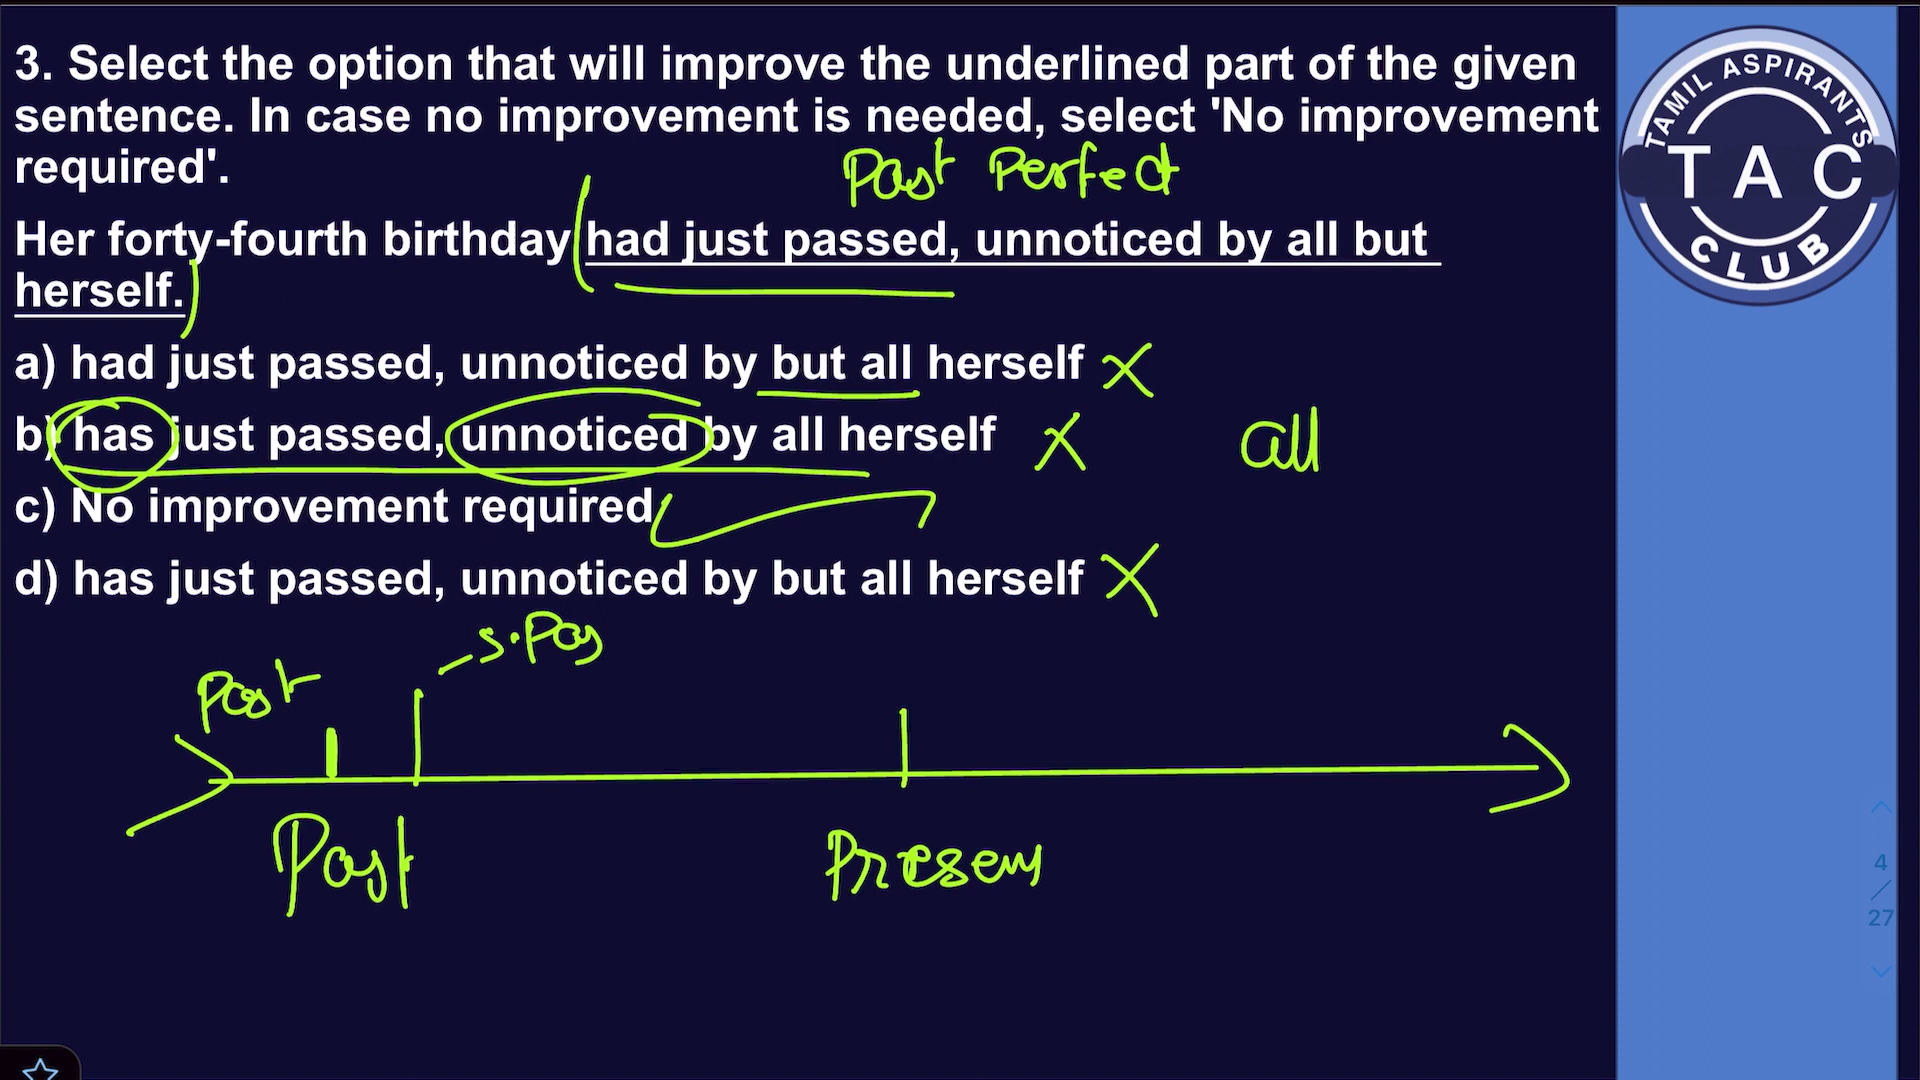 3. Select the option that will improve the underlined part of the given
sentence. In case no improvement is needed, select 'No improvement
required'.
Past Perfect
Her forty-fourth birthday had just passed, unnoticed by all but
herself.
a) had just passed, unnoticed by but all herself
b) has just passed, unnoticed by all herself
all
c) No improvement required
d) has just passed, unnoticed by but all herself
Past
Past
TAMIL ASPIRANTS
TAC
CLUB
4
/
27